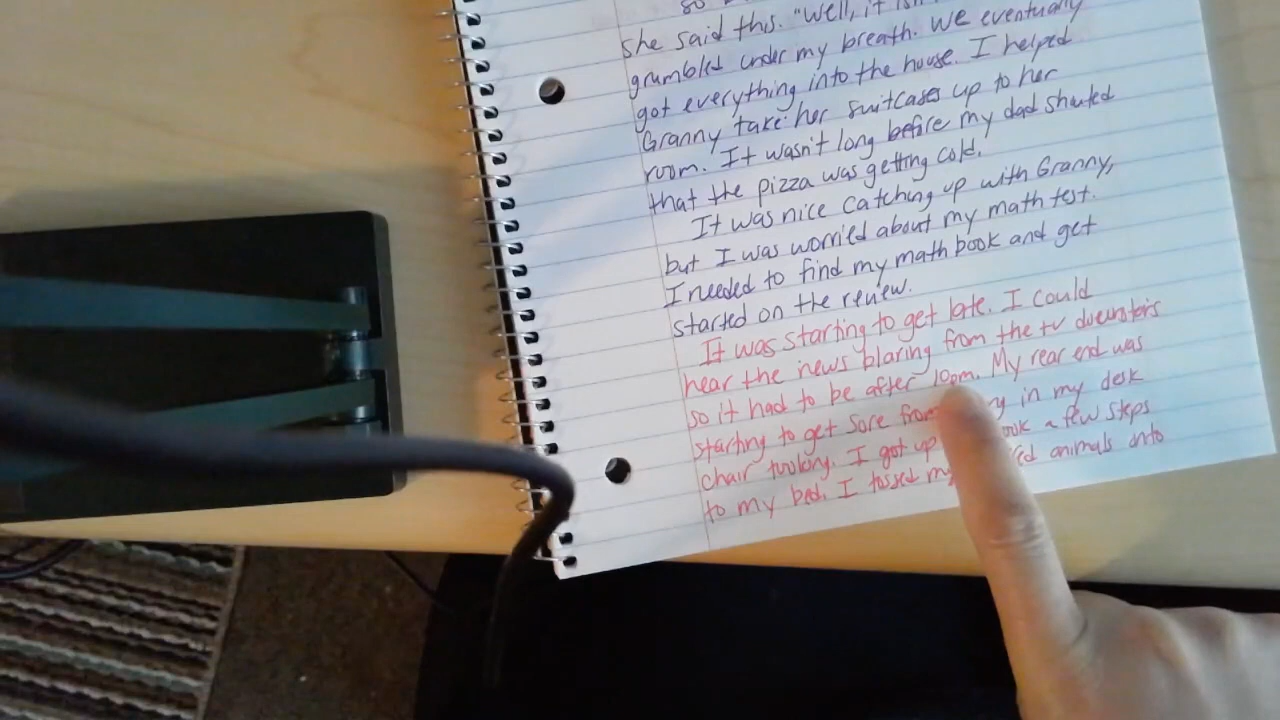 so
she said this. "Well, it isn
grumbled under my breath. We eventually
got everything into the house. I helped
Granny take her suitcases up to her
room. It wasn't long before my dad shouted
that the pizza was getting cold.
It was nice catching up with Granny,
but I was worried about my math test.
I needed to find my math book and get
started on the review.
It was starting to get late. I could
hear the news blaring from the tv downstairs
so it had to be after 10pm. My rear end was
starting to get sore from in my desk
chair I got up a few steps
to my bed. I tossed my animals onto